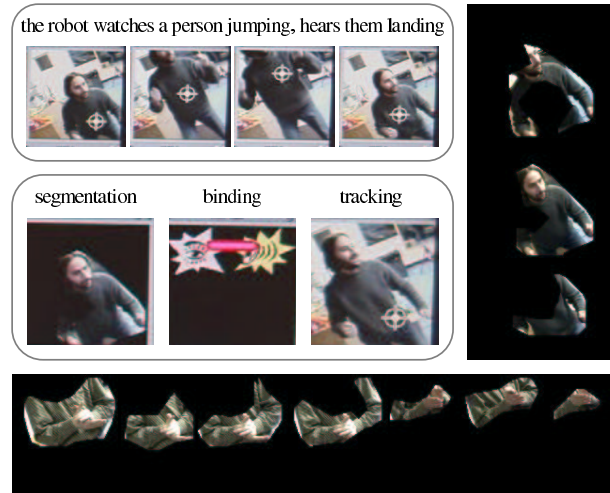 the robot watches a person jumping, hears them landing
segmentation binding tracking